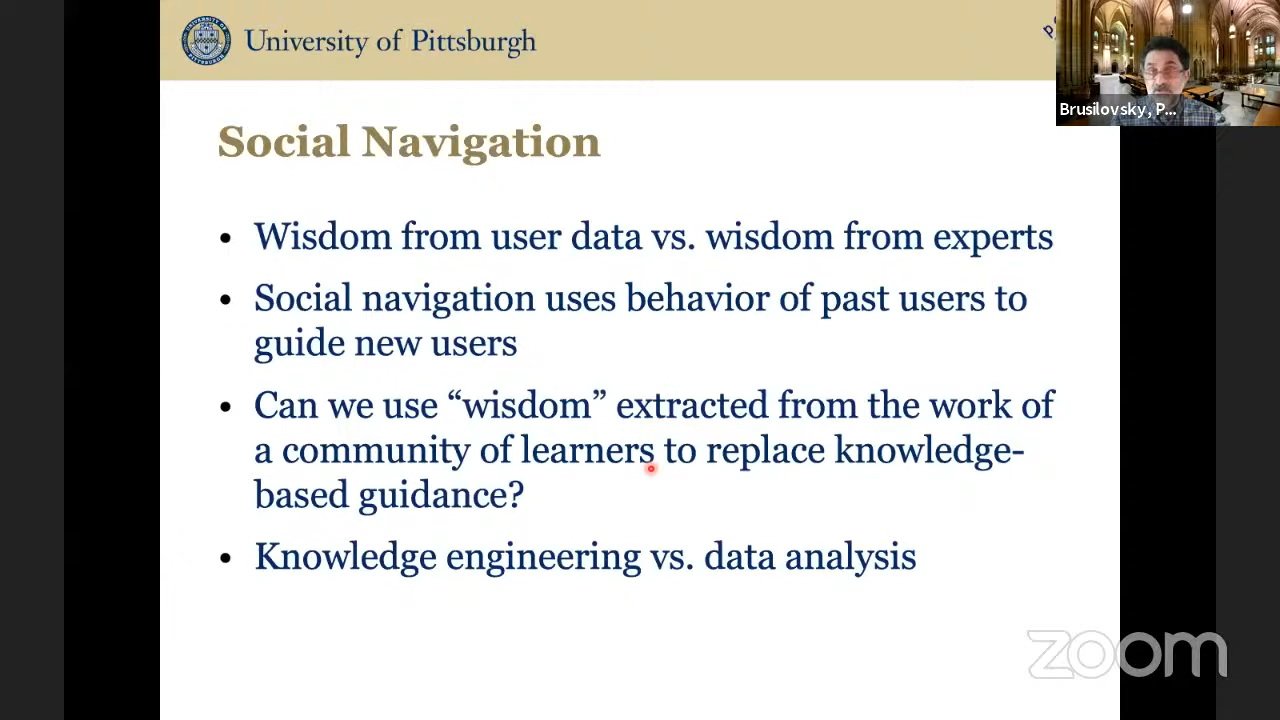 University of Pittsburgh
Brusilovsky, P...
Social Navigation
• Wisdom from user data vs. wisdom from experts
• Social navigation uses behavior of past users to
guide new users
• Can we use “wisdom” extracted from the work of
a community of learners to replace knowledge-
based guidance?
• Knowledge engineering vs. data analysis
zoom